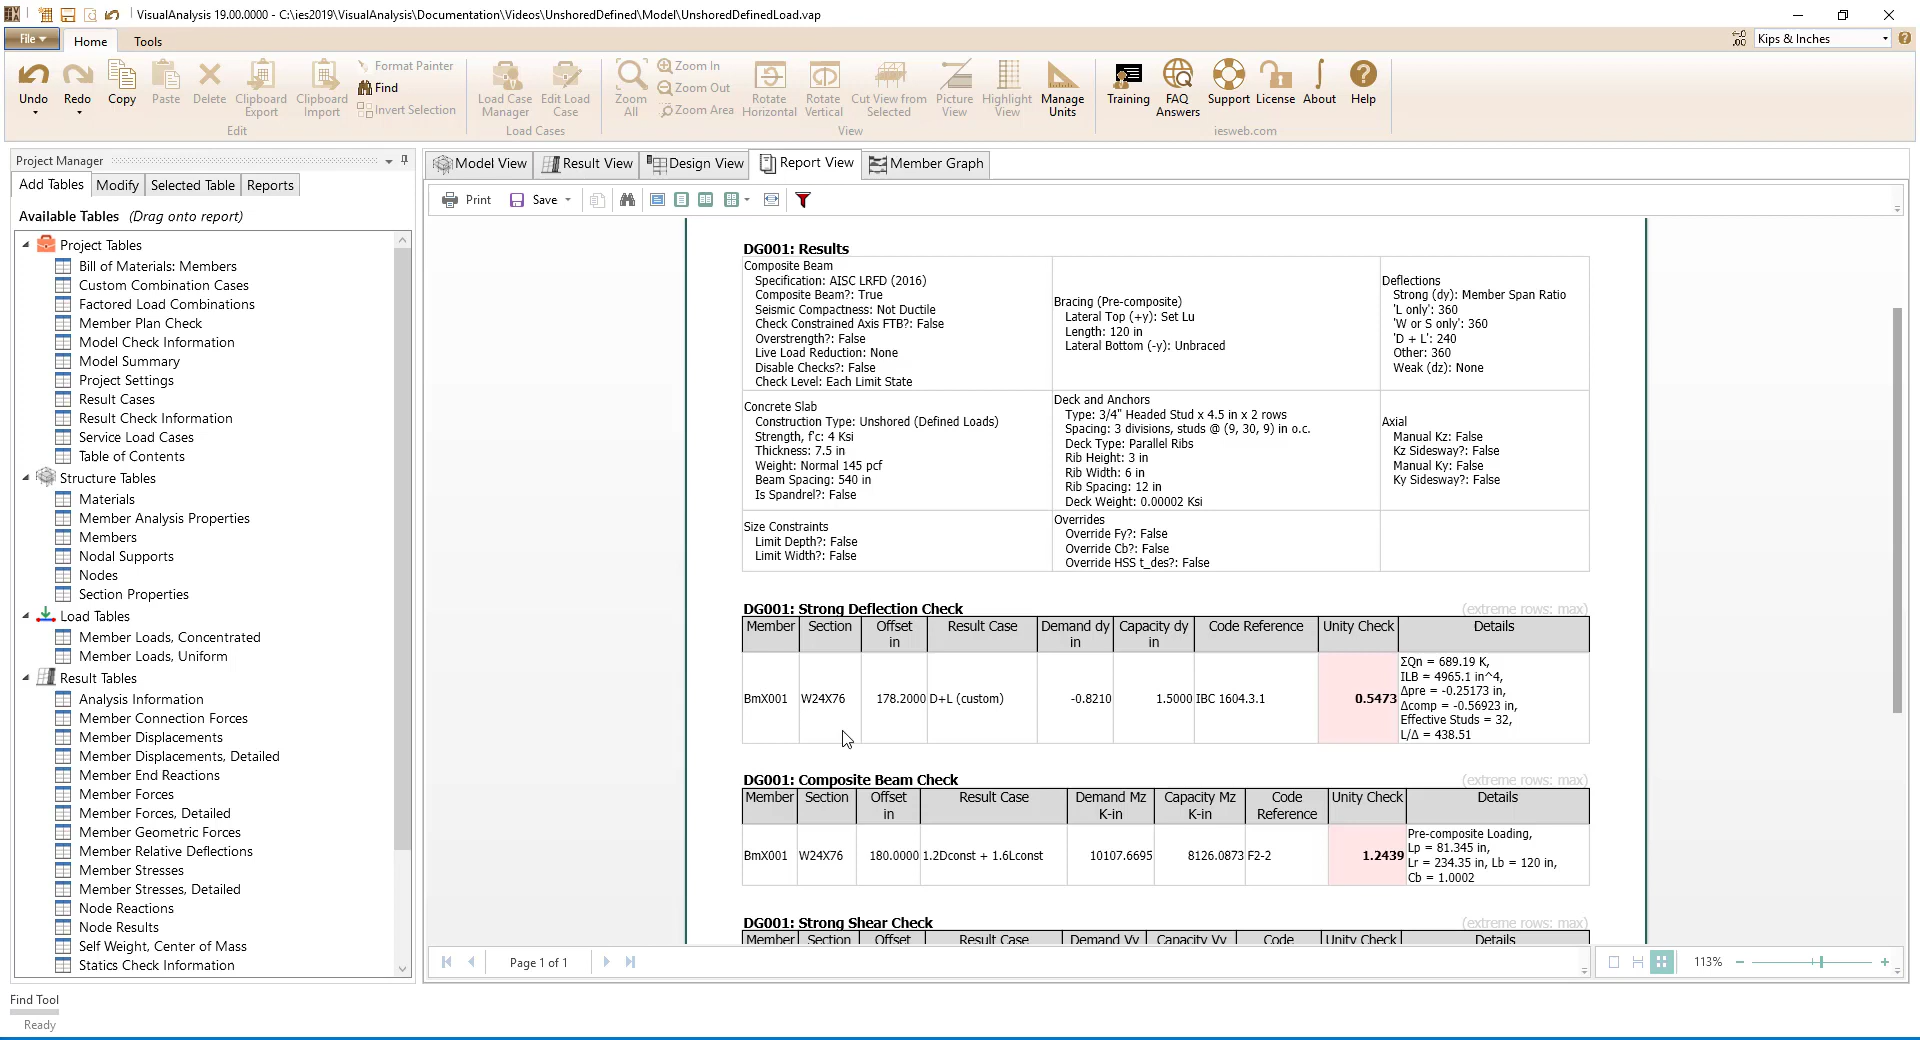 VisualAnalysis 19.00.0000 - C:\ies2019\VisualAnalysis\Documentation\Videos\UnshoredDefined\Model\UnshoredDefinedLoad.vap
File Home Tools
Kips & Inches
Undo Redo Copy Paste Delete Clipboard Export Clipboard Import Format Painter Find Invert Selection
Edit
Load Case Manager Edit Load Case
Load Cases
Zoom All Zoom In Zoom Out Zoom Area Rotate Horizontal Rotate Vertical Cut View from Selected Picture View Highlight View Manage Units
View
Training FAQ Answers Support License About Help
iesweb.com
Project Manager
Add Tables Modify Selected Table Reports
Available Tables (Drag onto report)
Project Tables
Bill of Materials: Members
Custom Combination Cases
Factored Load Combinations
Member Plan Check
Model Check Information
Model Summary
Project Settings
Result Cases
Result Check Information
Service Load Cases
Table of Contents
Structure Tables
Materials
Member Analysis Properties
Members
Nodal Supports
Nodes
Section Properties
Load Tables
Member Loads, Concentrated
Member Loads, Uniform
Result Tables
Analysis Information
Member Connection Forces
Member Displacements
Member Displacements, Detailed
Member End Reactions
Member Forces
Member Forces, Detailed
Member Geometric Forces
Member Relative Deflections
Member Stresses
Member Stresses, Detailed
Node Reactions
Node Results
Self Weight, Center of Mass
Statics Check Information
Find Tool
Ready
Model View Result View Design View Report View Member Graph
Print Save
DG001: Results
Composite Beam
Specification: AISC LRFD (2016)
Composite Beam?: True
Seismic Compactness: Not Ductile
Check Constrained Axis FTB?: False
Overstrength?: False
Live Load Reduction: None
Disable Checks?: False
Check Level: Each Limit State
Bracing (Pre-composite)
Lateral Top (+y): Set Lu
Length: 120 in
Lateral Bottom (-y): Unbraced
Deflections
Strong (dy): Member Span Ratio
'L only': 360
'W or S only': 360
'D + L': 240
Other: 360
Weak (dz): None
Concrete Slab
Construction Type: Unshored (Defined Loads)
Strength, f'c: 4 Ksi
Thickness: 7.5 in
Weight: Normal 145 pcf
Beam Spacing: 540 in
Is Spandrel?: False
Deck and Anchors
Type: 3/4" Headed Stud x 4.5 in x 2 rows
Spacing: 3 divisions, studs @ (9, 30, 9) in o.c.
Deck Type: Parallel Ribs
Rib Height: 3 in
Rib Width: 6 in
Rib Spacing: 12 in
Deck Weight: 0.00002 Ksi
Axial
Manual Kz: False
Kz Sidesway?: False
Manual Ky: False
Ky Sidesway?: False
Size Constraints
Limit Depth?: False
Limit Width?: False
Overrides
Override Fy?: False
Override Cb?: False
Override HSS t_des?: False
DG001: Strong Deflection Check (extreme rows: max)
Member Section Offset in Result Case Demand dy in Capacity dy in Code Reference Unity Check Details
BmX001 W24X76 178.2000 D+L (custom) -0.8210 1.5000 IBC 1604.3.1 0.5473
ΣQn = 689.19 K,
ILB = 4965.1 in^4,
Δpre = -0.25173 in,
Δcomp = -0.56923 in,
Effective Studs = 32,
L/Δ = 438.51
DG001: Composite Beam Check (extreme rows: max)
Member Section Offset in Result Case Demand Mz K-in Capacity Mz K-in Code Reference Unity Check Details
BmX001 W24X76 180.0000 1.2Dconst + 1.6Lconst 10107.6695 8126.0873 F2-2 1.2439
Pre-composite Loading,
Lp = 81.345 in,
Lr = 234.35 in, Lb = 120 in,
Cb = 1.0002
DG001: Strong Shear Check (extreme rows: max)
Member Section Offset Result Case Demand Vy Capacity Vy Code Unity Check Details
Page 1 of 1
113%